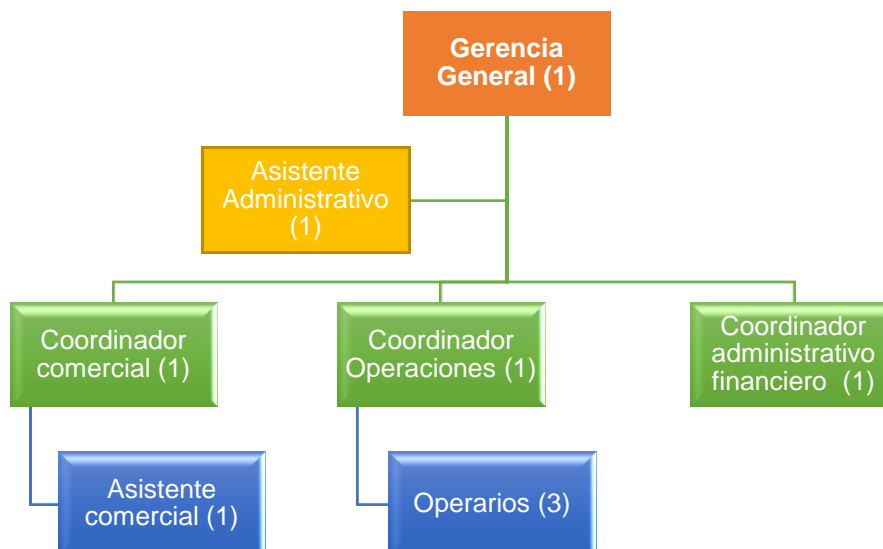 Gerencia
General (1)
Asistente
Administrativo
(1)
Coordinador
comercial (1)
Coordinador
Operaciones (1)
Coordinador
administrativo
financiero (1)
Asistente
comercial (1)
Operarios (3)